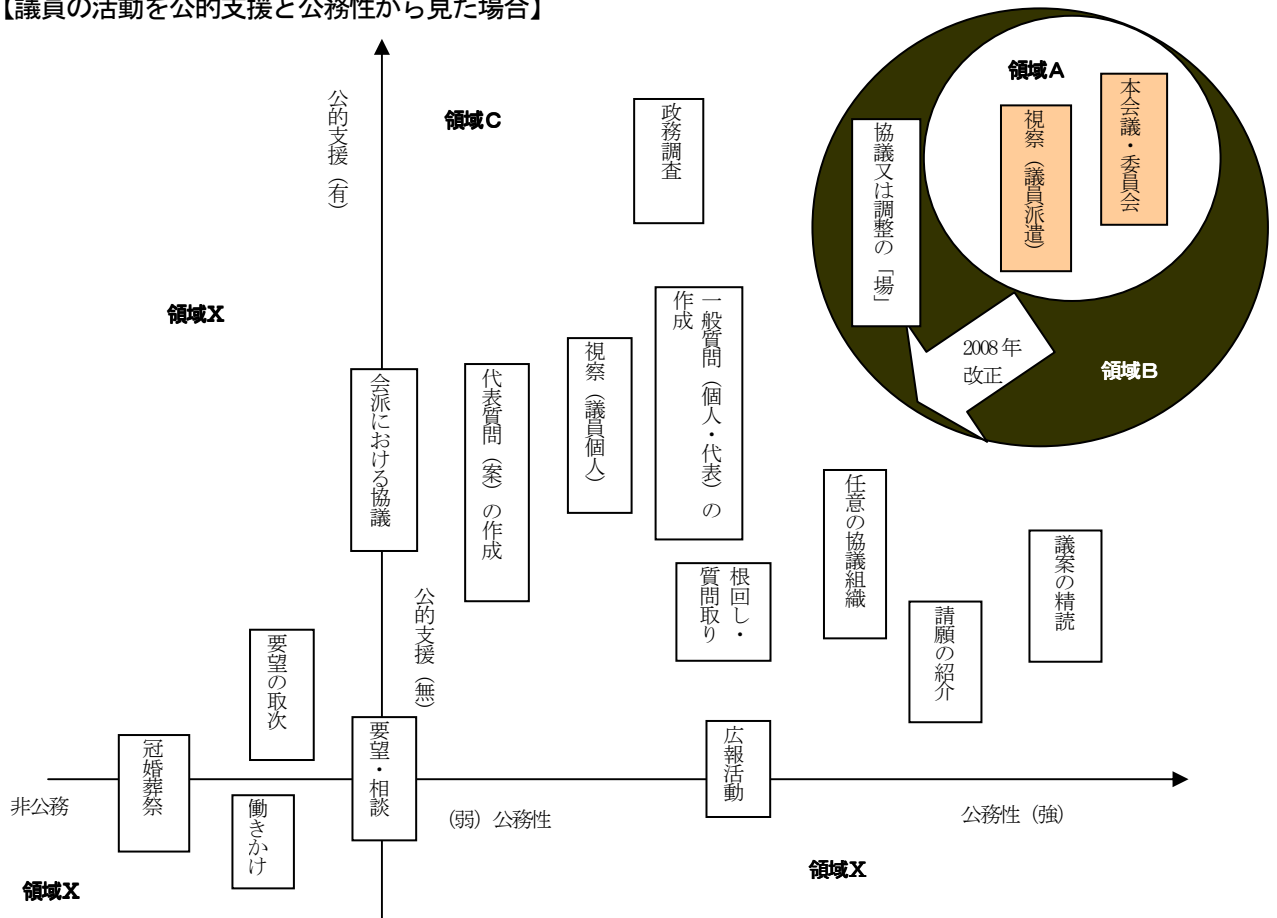 【議員の活動を公的支援と公務性から見た場合】
公的支援（有）
領域Ｃ
政務調査
領域Ａ
本会議・委員会
視察（議員派遣）
協議又は調整の「場」
2008年
改正
領域Ｂ
領域Ｘ
会派における協議
代表質問（案）の作成
視察（議員個人）
一般質問（個人・代表）の
作成
根回し・
質問取り
任意の協議組織
請願の紹介
議案の精読
公的支援（無）
要望の取次
冠婚葬祭
要望・相談
広報活動
働きかけ
非公務
（弱）公務性
公務性（強）
領域Ｘ
領域Ｘ